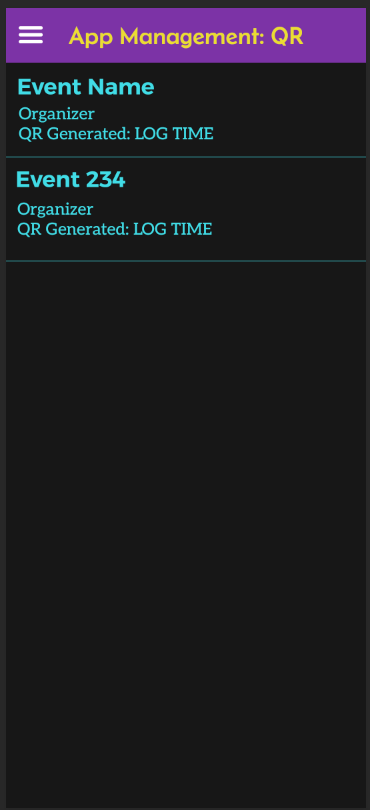 App Management: QR
Event Name
Organizer
QR Generated: LOG TIME
Event 234
Organizer
QR Generated: LOG TIME